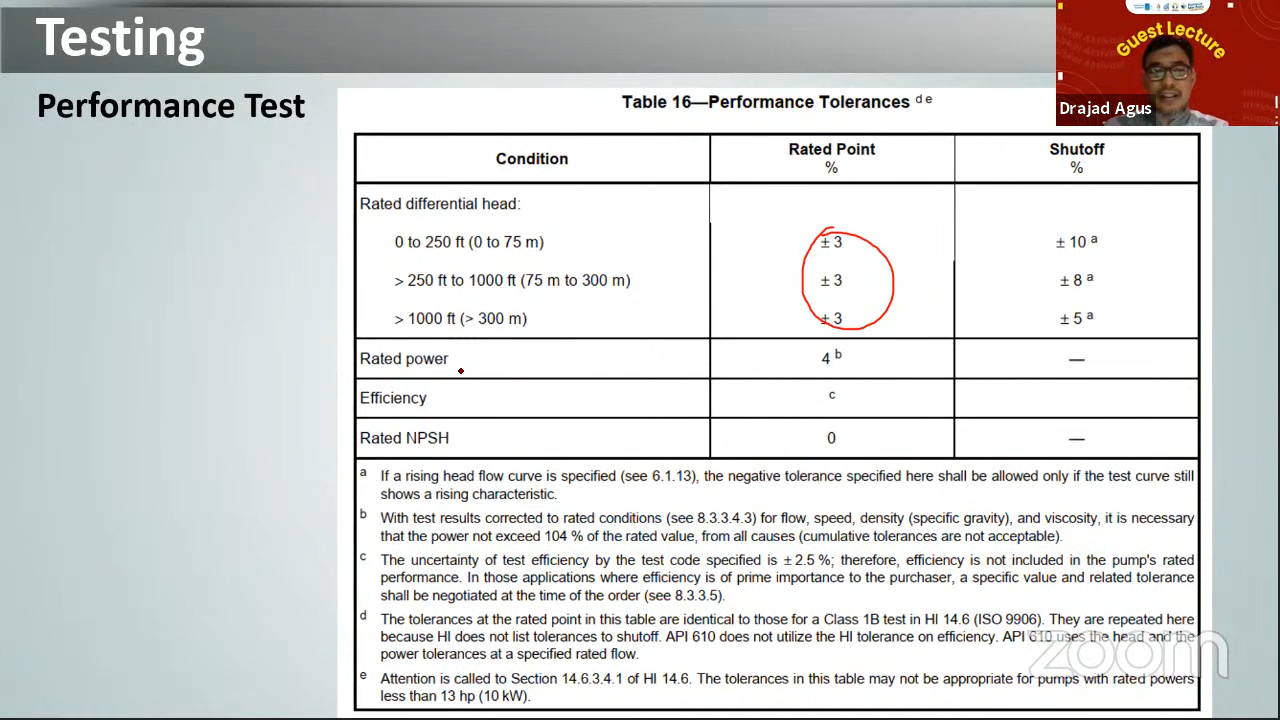 Testing
Guest Lecture
Drajad Agus
Performance Test
Table 16—Performance Tolerances d e
Condition
Rated Point
%
Shutoff
%
Rated differential head:
0 to 250 ft (0 to 75 m)
± 3
± 10 a
> 250 ft to 1000 ft (75 m to 300 m)
± 3
± 8 a
> 1000 ft (> 300 m)
± 3
± 5 a
Rated power
4 b
—
Efficiency
c
Rated NPSH
0
—
a If a rising head flow curve is specified (see 6.1.13), the negative tolerance specified here shall be allowed only if the test curve still
shows a rising characteristic.
b With test results corrected to rated conditions (see 8.3.3.4.3) for flow, speed, density (specific gravity), and viscosity, it is necessary
that the power not exceed 104 % of the rated value, from all causes (cumulative tolerances are not acceptable).
c The uncertainty of test efficiency by the test code specified is ± 2.5 %; therefore, efficiency is not included in the pump's rated
performance. In those applications where efficiency is of prime importance to the purchaser, a specific value and related tolerance
shall be negotiated at the time of the order (see 8.3.3.5).
d The tolerances at the rated point in this table are identical to those for a Class 1B test in HI 14.6 (ISO 9906). They are repeated here
because HI does not list tolerances to shutoff. API 610 does not utilize the HI tolerance on efficiency. API 610 uses the head and the
power tolerances at a specified rated flow.
zoom
e Attention is called to Section 14.6.3.4.1 of HI 14.6. The tolerances in this table may not be appropriate for pumps with rated powers
less than 13 hp (10 kW).